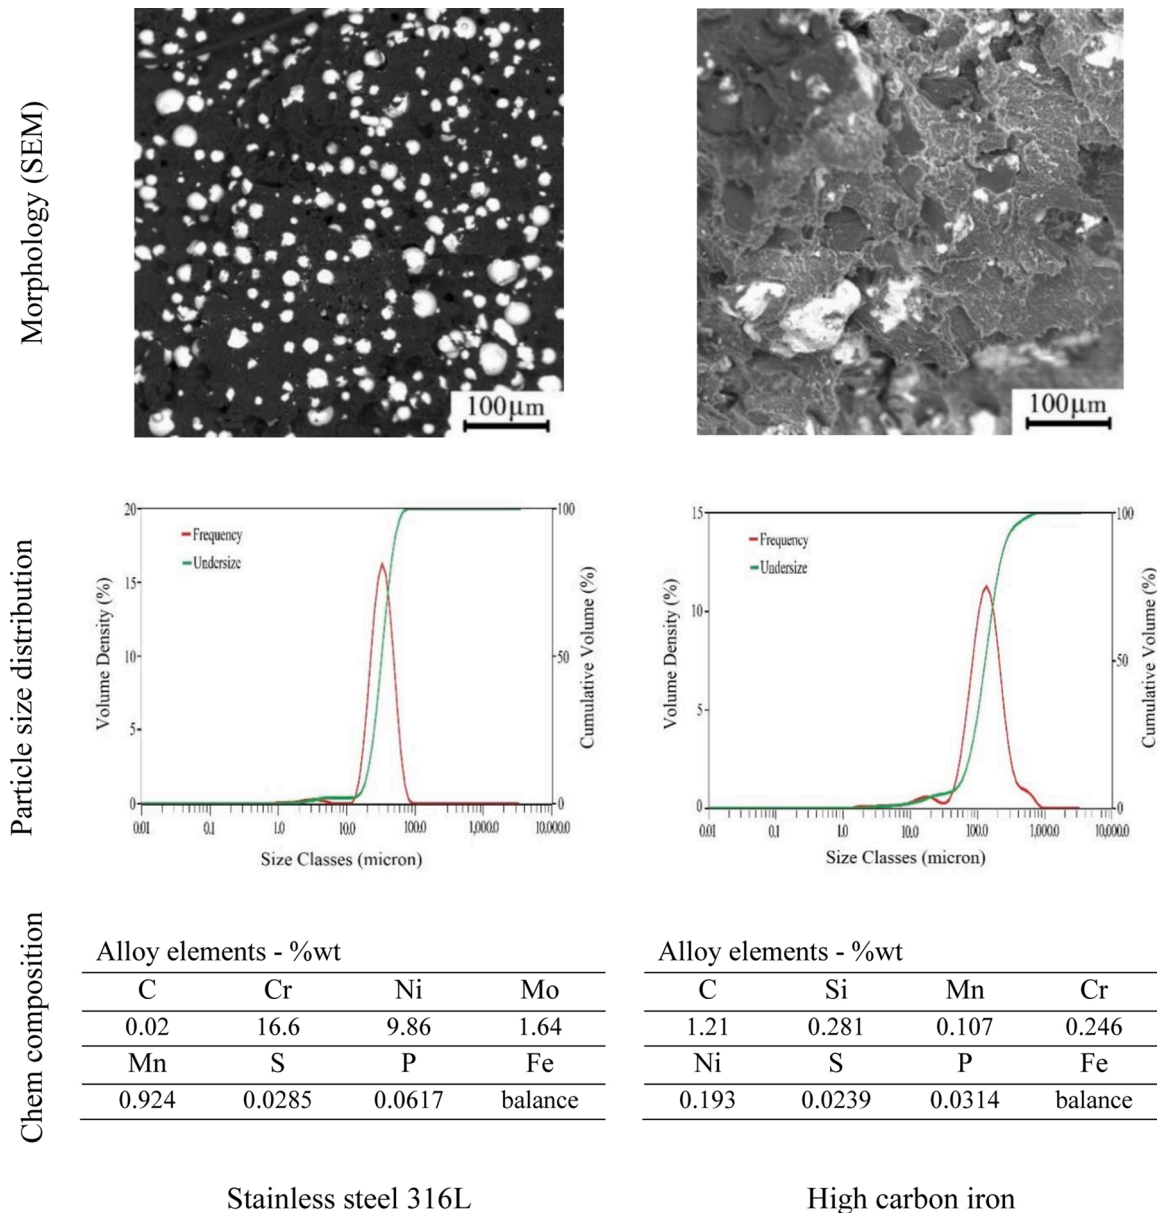 Morphology (SEM)
100µm
100µm
Particle size distribution
Volume Density (%)
20
15
10
5
0
Frequency
Undersize
100
50
0
Cumulative Volume (%)
0.01 0.1 1.0 10.0 100.0 1,000.0 10,000.0
Size Classes (micron)
Volume Density (%)
15
10
5
0
Frequency
Undersize
100
50
0
Cumulative Volume (%)
0.01 0.1 1.0 10.0 100.0 1,000.0 10,000.0
Size Classes (micron)
Chem composition
Alloy elements - %wt
C Cr Ni Mo
0.02 16.6 9.86 1.64
Mn S P Fe
0.924 0.0285 0.0617 balance
Alloy elements - %wt
C Si Mn Cr
1.21 0.281 0.107 0.246
Ni S P Fe
0.193 0.0239 0.0314 balance
Stainless steel 316L
High carbon iron